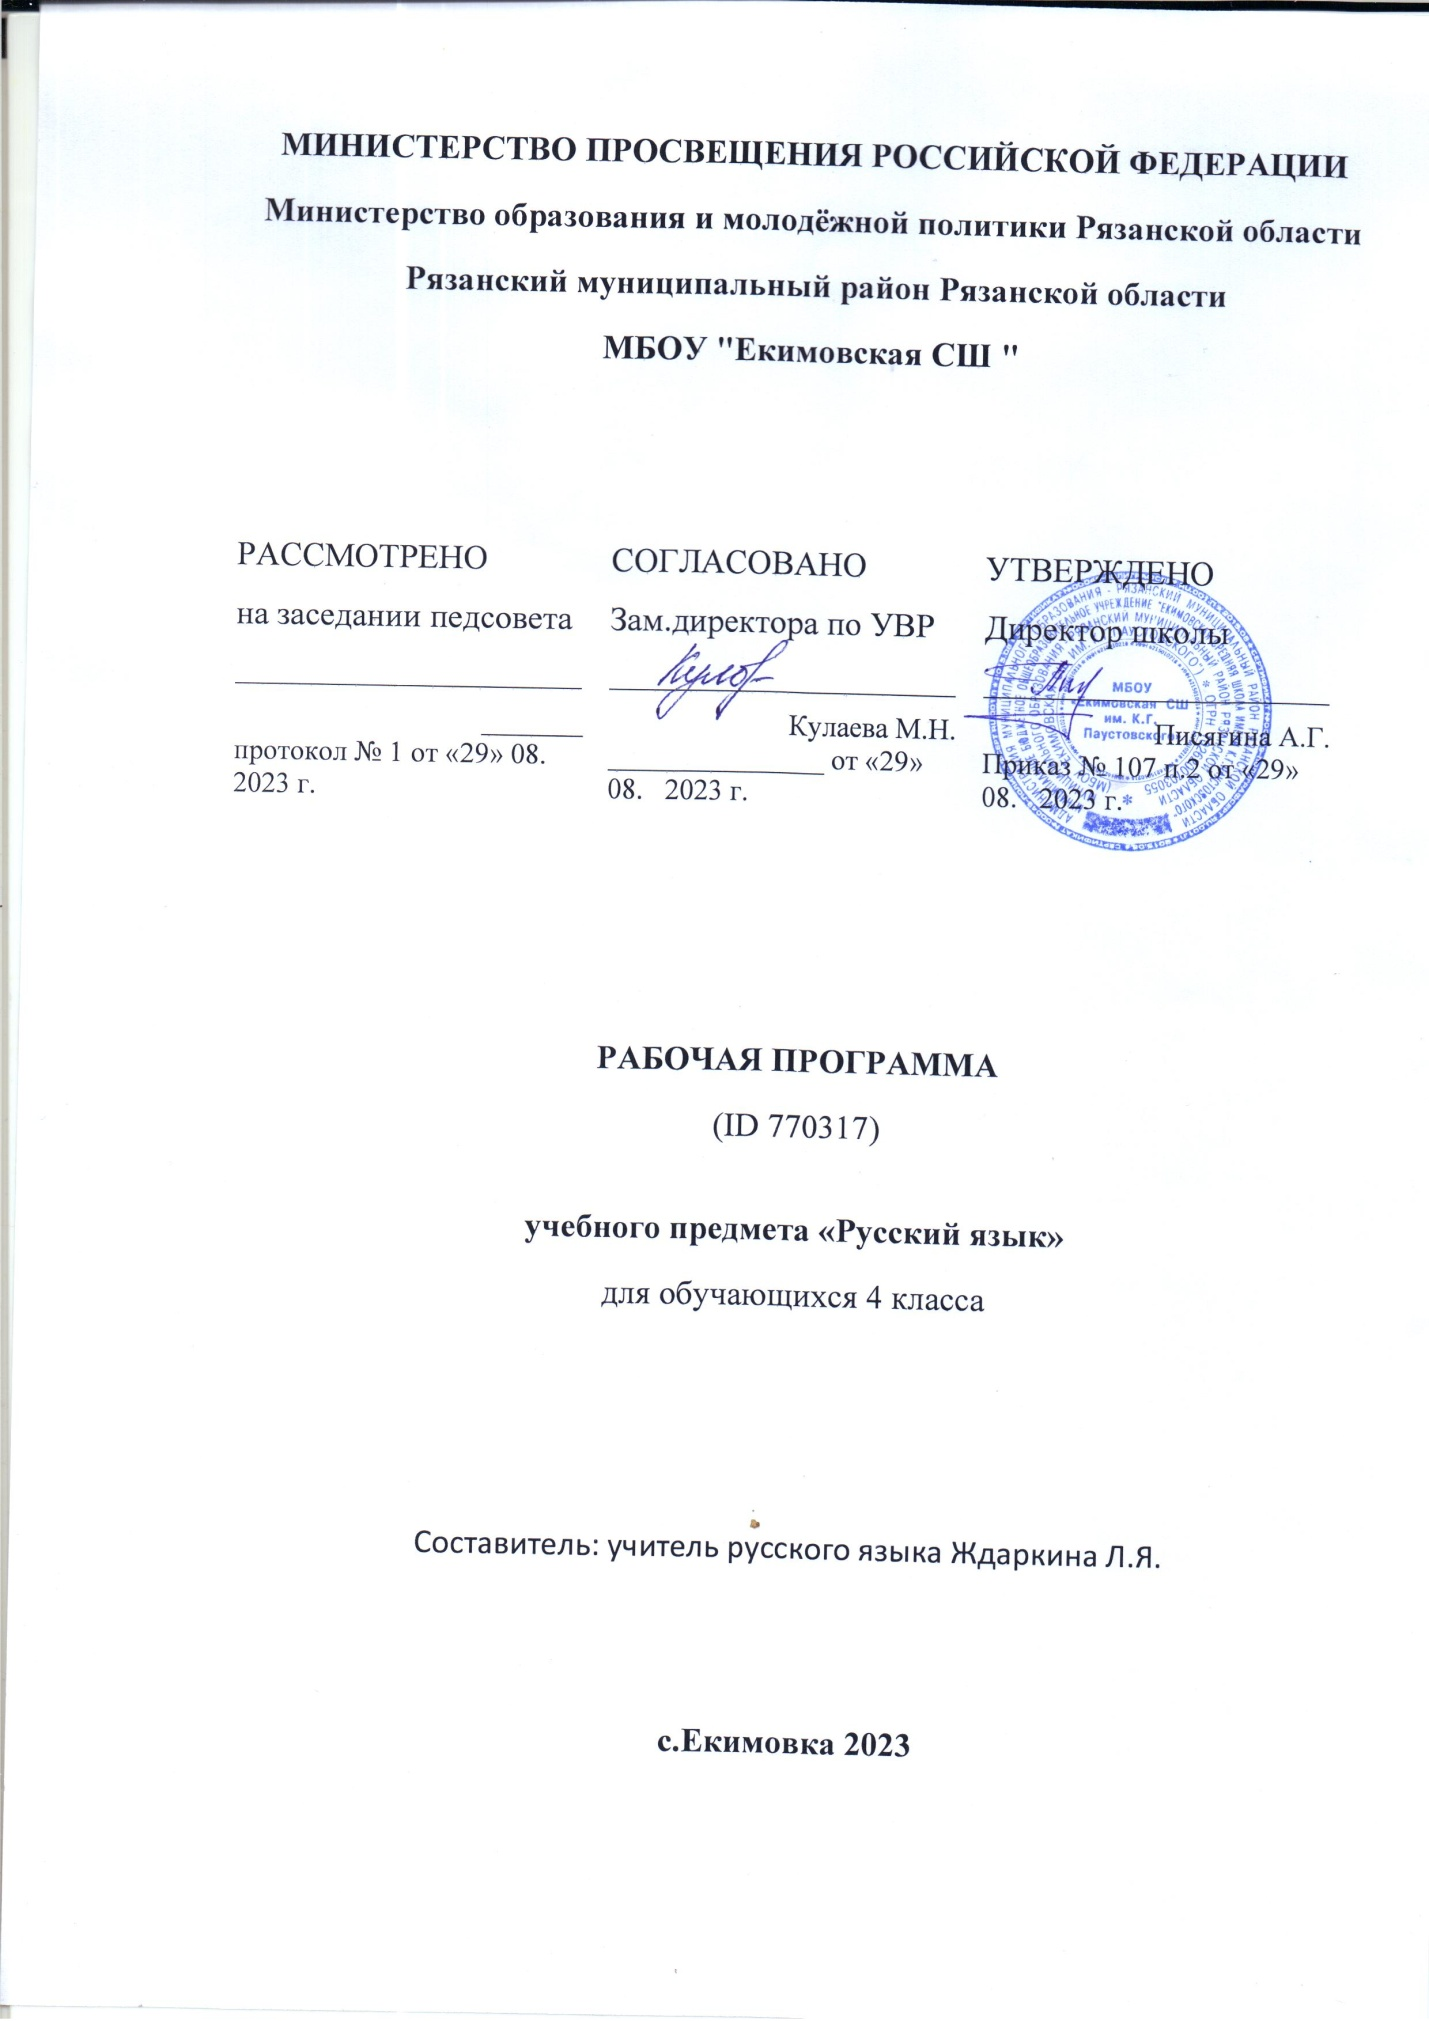 МИНИСТЕРСТВО ПРОСВЕЩЕНИЯ РОССИЙСКОЙ ФЕДЕРАЦИИ
Министерство образования и молодёжной политики Рязанской области
Рязанский муниципальный район Рязанской области
МБОУ "Екимовская СШ "
РАССМОТРЕНО
на заседании педсовета
протокол № 1 от «29» 08.
2023 г.
СОГЛАСОВАНО
Зам.директора по УВР
Кулаева М.Н.
от «29»
08. 2023 г.
УТВЕРЖДЕНО
Директор школы
Писягина А.Г.
Приказ № 107 п.2 от «29»
08. 2023 г.
МБОУ
«Екимовская СШ
им. К.Г.
Паустовского»
РАБОЧАЯ ПРОГРАММА
(ID 770317)
учебного предмета «Русский язык»
для обучающихся 4 класса
Составитель: учитель русского языка Ждаркина Л.Я.
с.Екимовка 2023